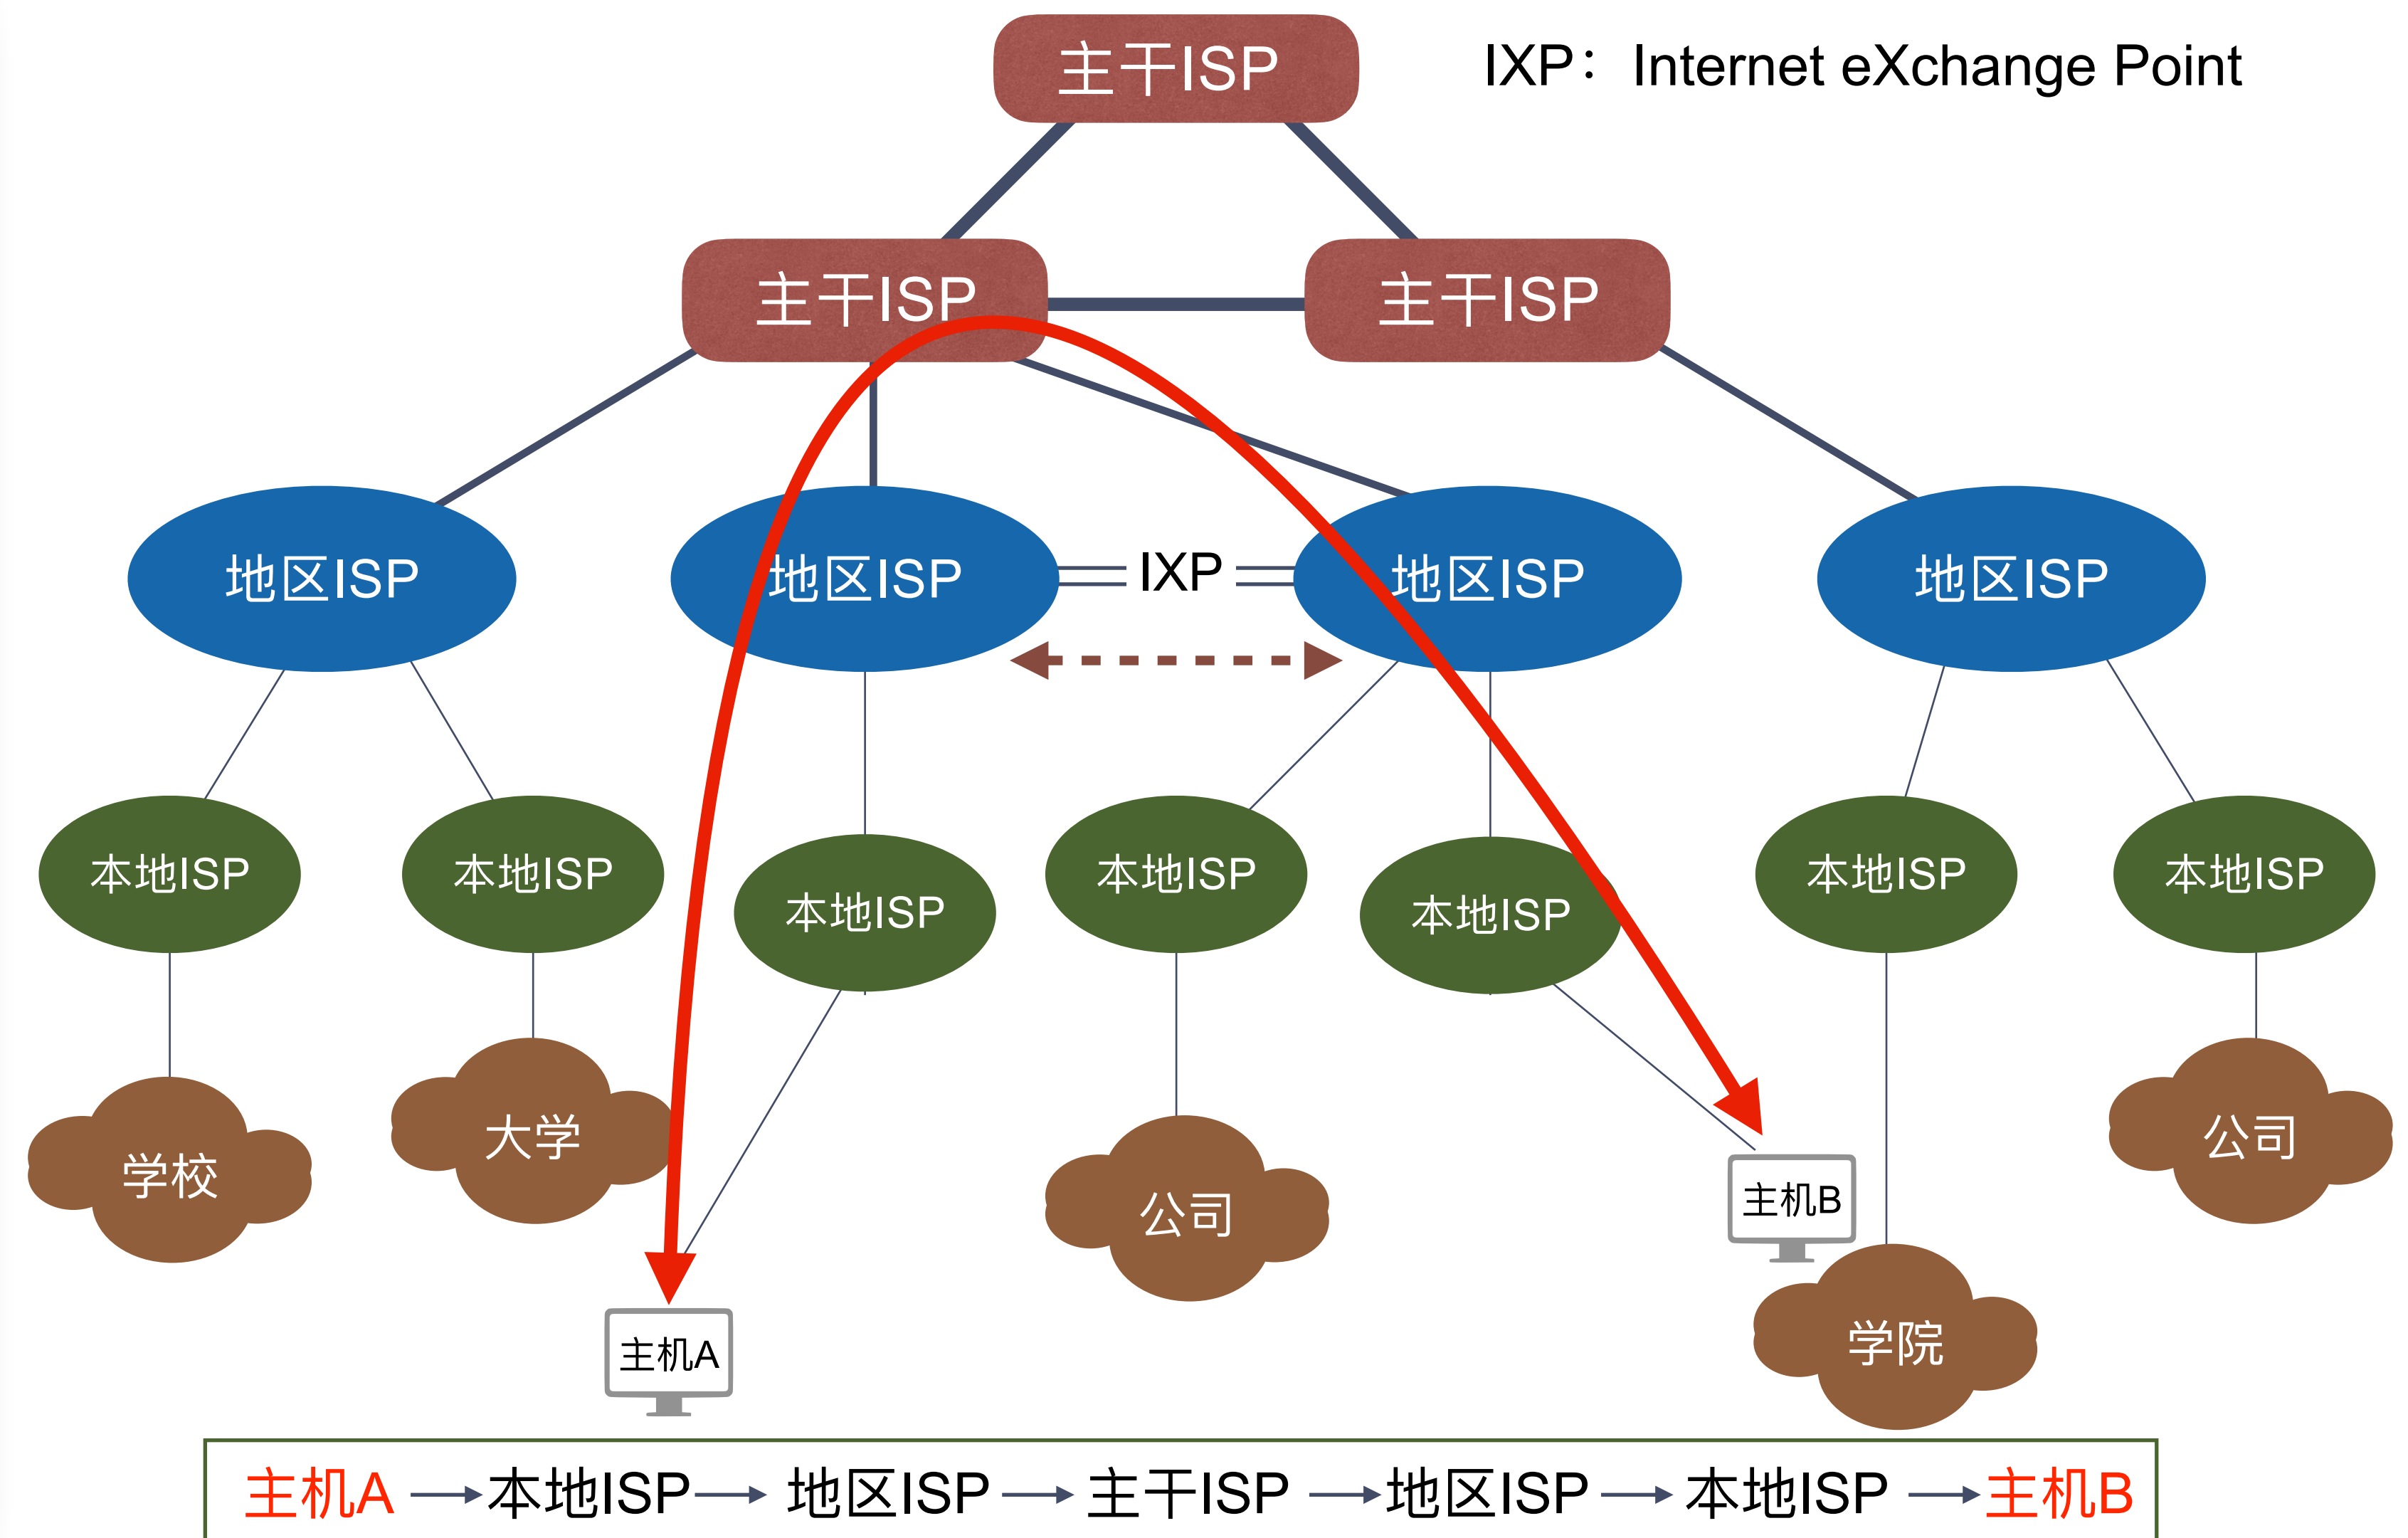 主干ISP
IXP：Internet eXchange Point
主干ISP
主干ISP
地区ISP
地区ISP
IXP
地区ISP
地区ISP
本地ISP
本地ISP
本地ISP
本地ISP
本地ISP
本地ISP
本地ISP
学校
大学
公司
主机B
公司
主机A
学院
主机A 本地ISP 地区ISP 主干ISP 地区ISP 本地ISP 主机B